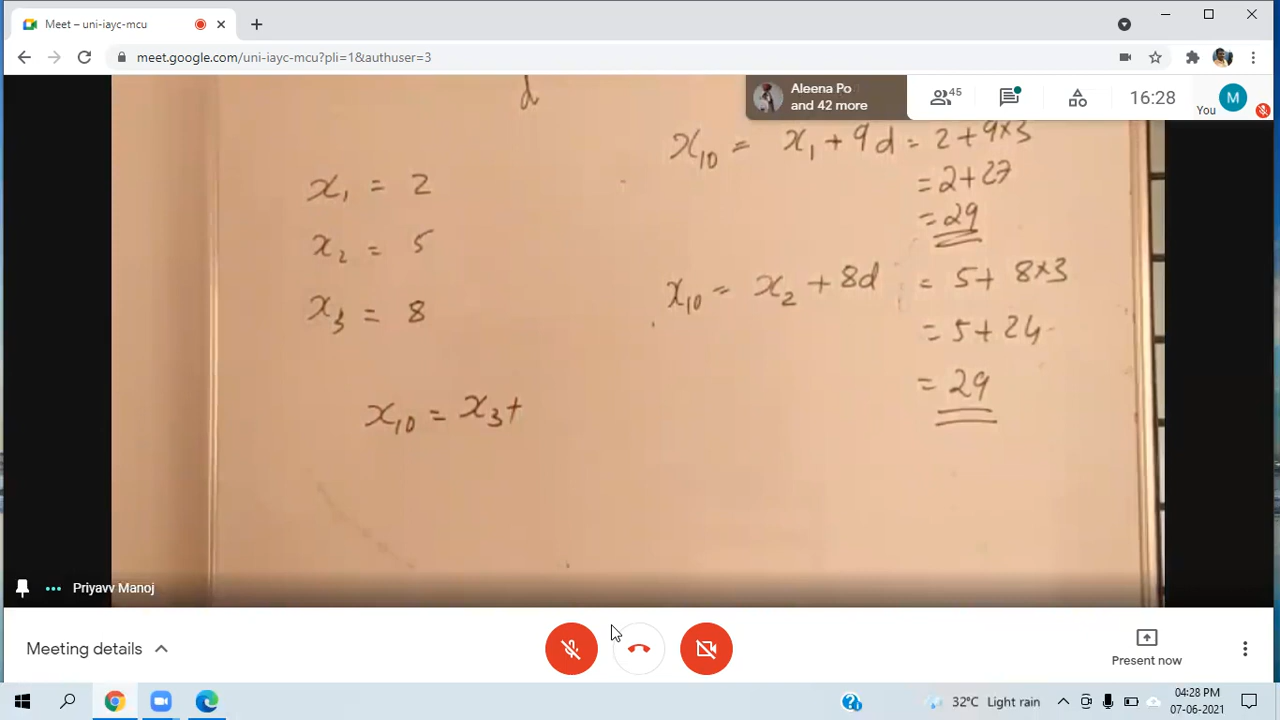 Meet – uni-iayc-mcu
meet.google.com/uni-iayc-mcu?pli=1&authuser=3
Aleena Po
and 42 more
45
16:28
You
M
d
x₁₀ = x₁ + 9d = 2 + 9×3
= 2 + 27
= 29
x₁ = 2
x₂ = 5
x₃ = 8
x₁₀ = x₂ + 8d = 5 + 8×3
= 5 + 24
= 29
x₁₀ = x₃ +
Priyavv Manoj
Meeting details
Present now
32°C Light rain
04:28 PM
07-06-2021